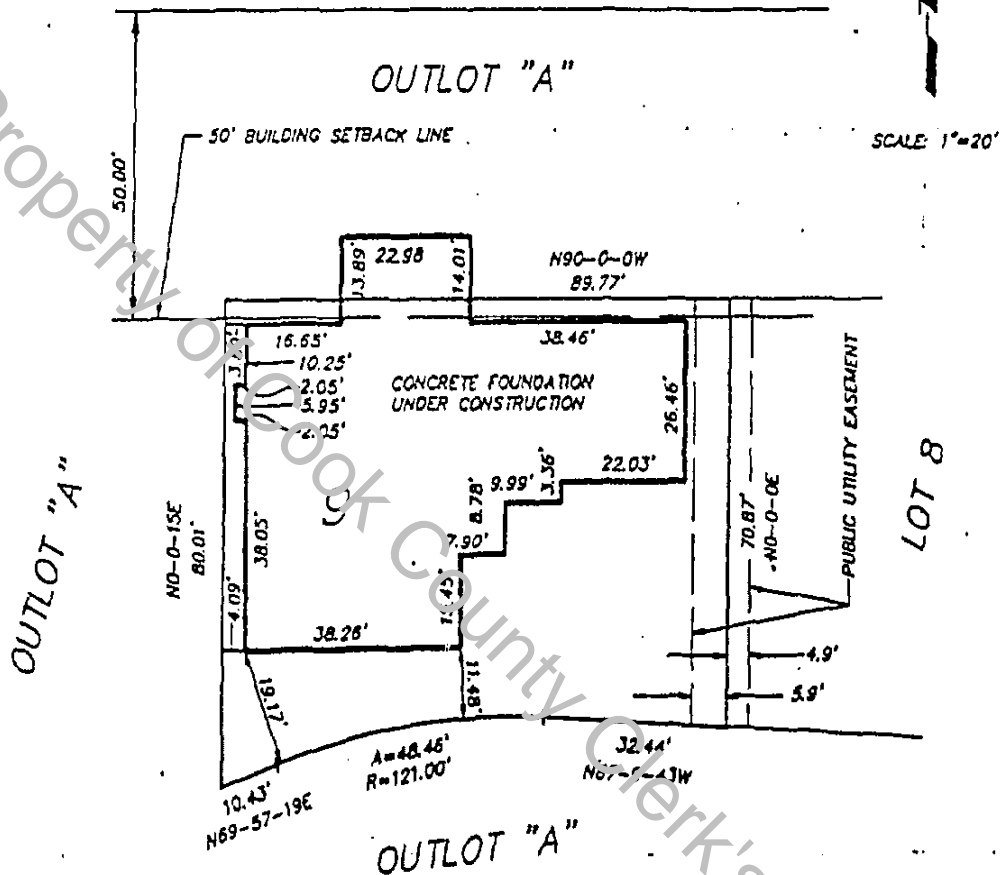 OUTLOT "A"
50' BUILDING SETBACK LINE
SCALE: 1"=20'
50.00'
22.98
13.89'
14.01'
N90-0-0W
89.77'
16.65'
38.46'
10.25'
2.05'
5.95'
2.05'
CONCRETE FOUNDATION
UNDER CONSTRUCTION
26.46'
22.03'
3.36'
9.99'
8.78'
7.90'
PUBLIC UTILITY EASEMENT
LOT 8
70.87'
N0-0-0E
OUTLOT "A"
N0-0-15E
80.01'
38.05'
4.09'
9
38.26'
11.48'
19.17'
4.9'
5.9'
A=48.46'
R=121.00'
32.44'
10.43'
N69-57-19E
OUTLOT "A"
Property of Cook County Clerk's